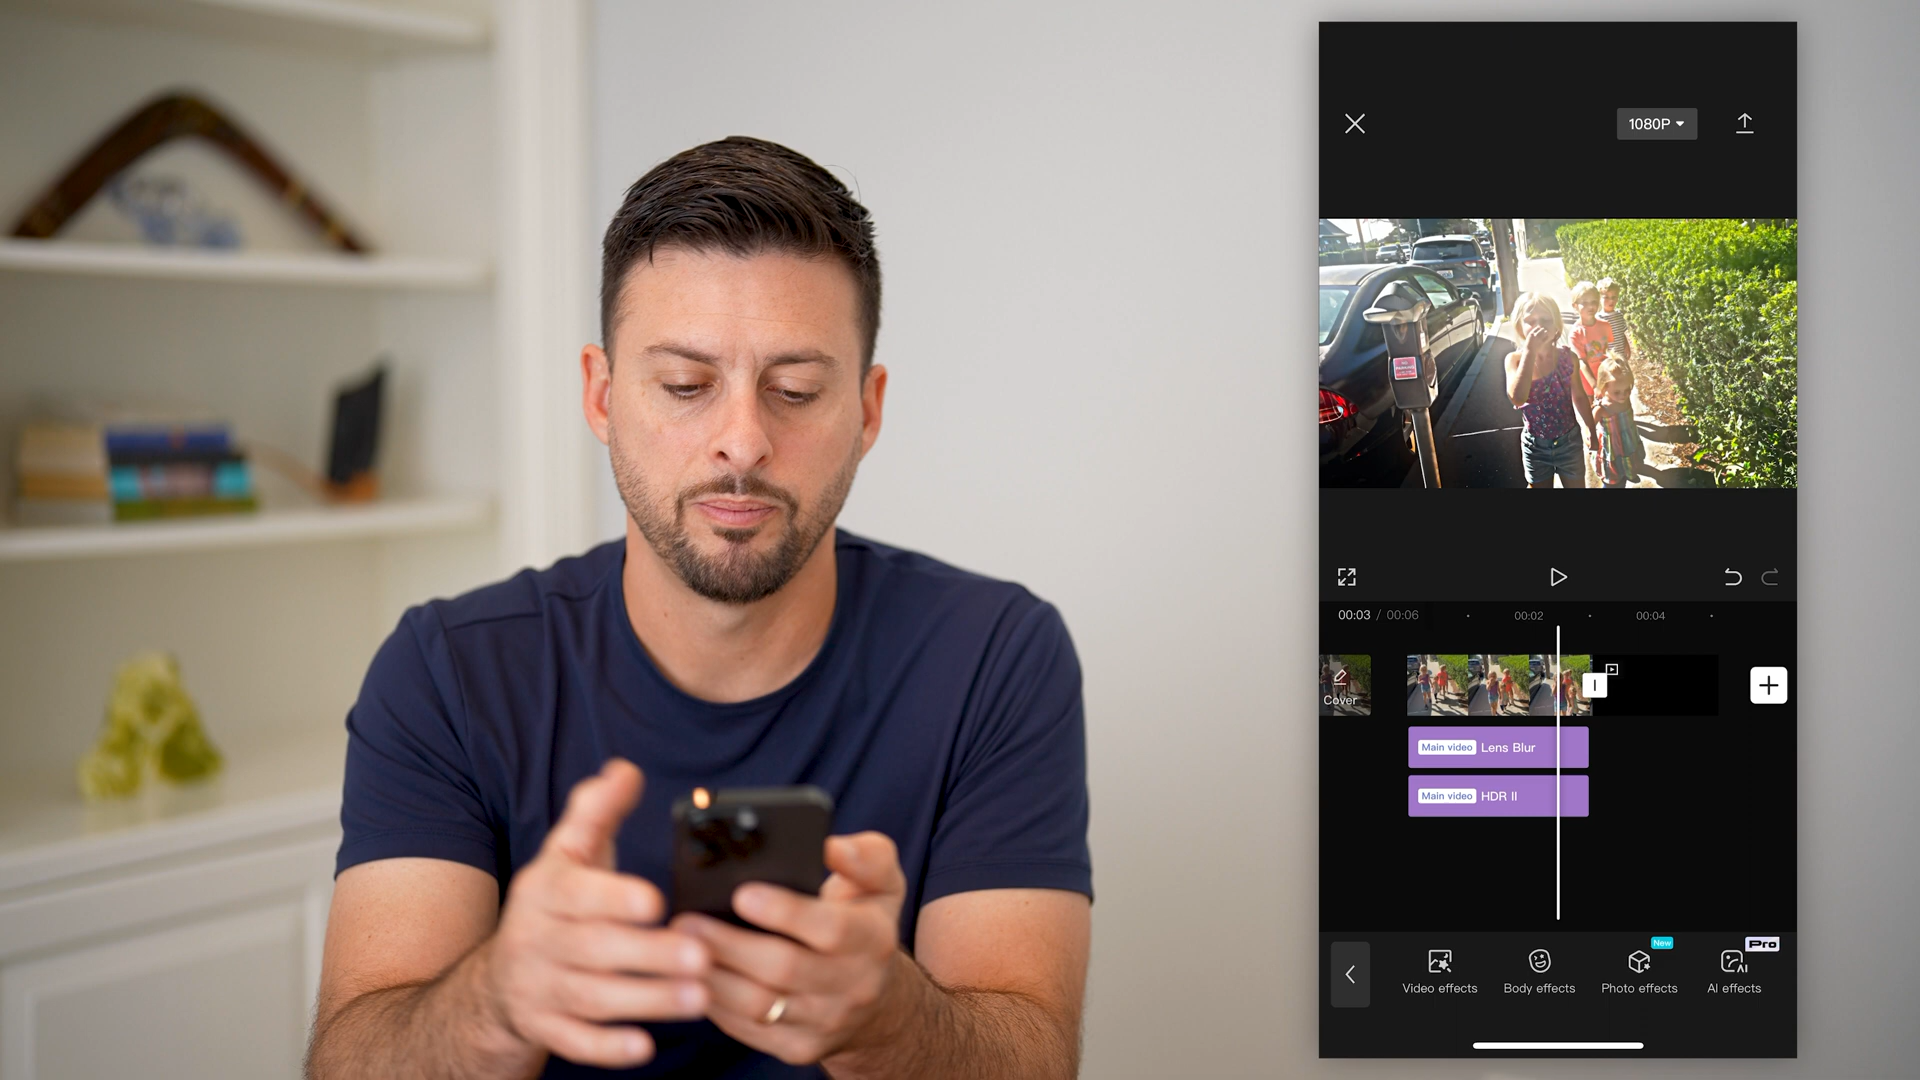 1080P
00:03 / 00:06
00:02
00:04
Cover
Main video Lens Blur
Main video HDR II
New
Pro
Video effects
Body effects
Photo effects
AI effects